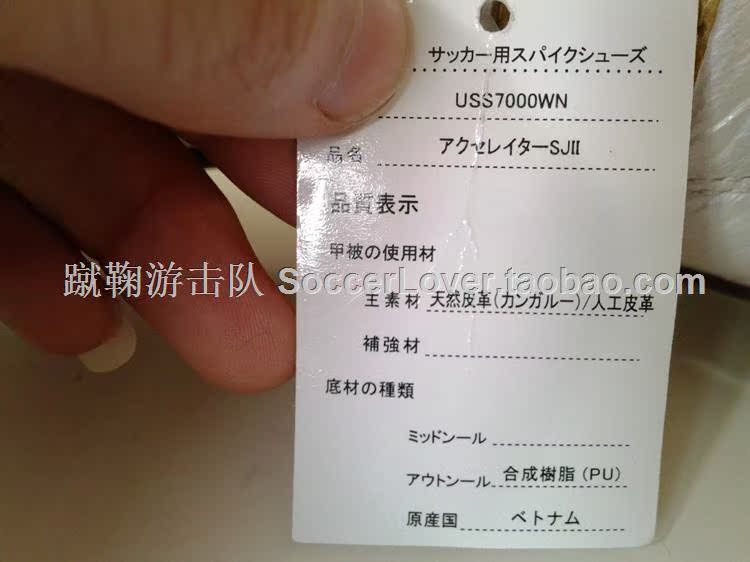 サッカー用スパイクシューズ
USS7000WN
品名 アクセレイターSJII
品質表示
甲被の使用材
蹴鞠游击队 SoccerLover.taobao.com
主素材 天然皮革(カンガルー)/人工皮革
補強材
底材の種類
ミッドソール
アウトソール 合成樹脂(PU)
原産国 ベトナム